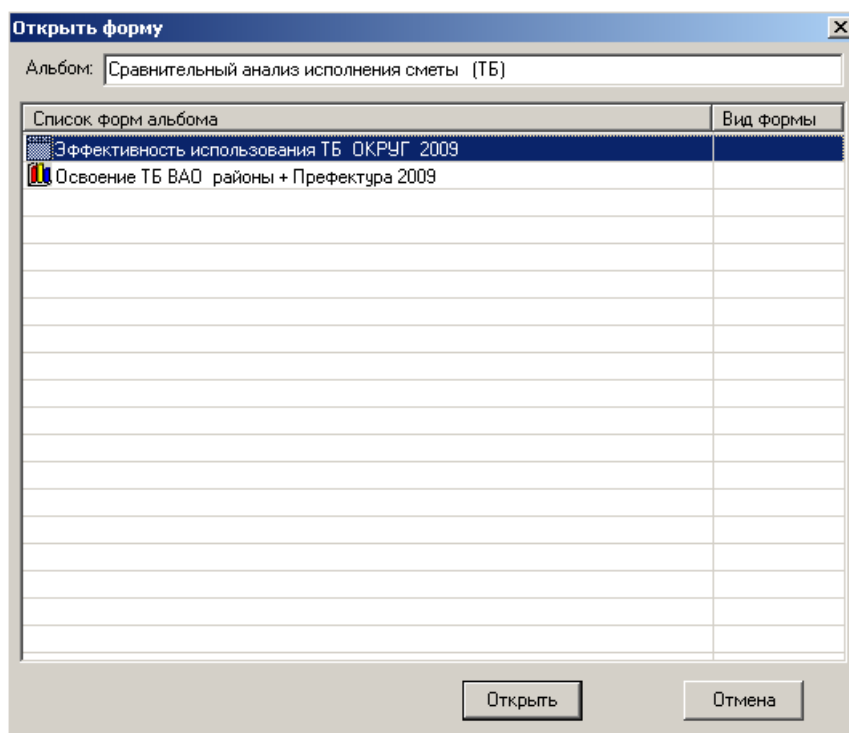 Открыть форму
Альбом: Сравнительный анализ исполнения сметы (ТБ)
Список форм альбома Вид формы
Эффективность использования ТБ ОКРУГ 2009
Освоение ТБ ВАО районы + Префектура 2009
Открыть Отмена